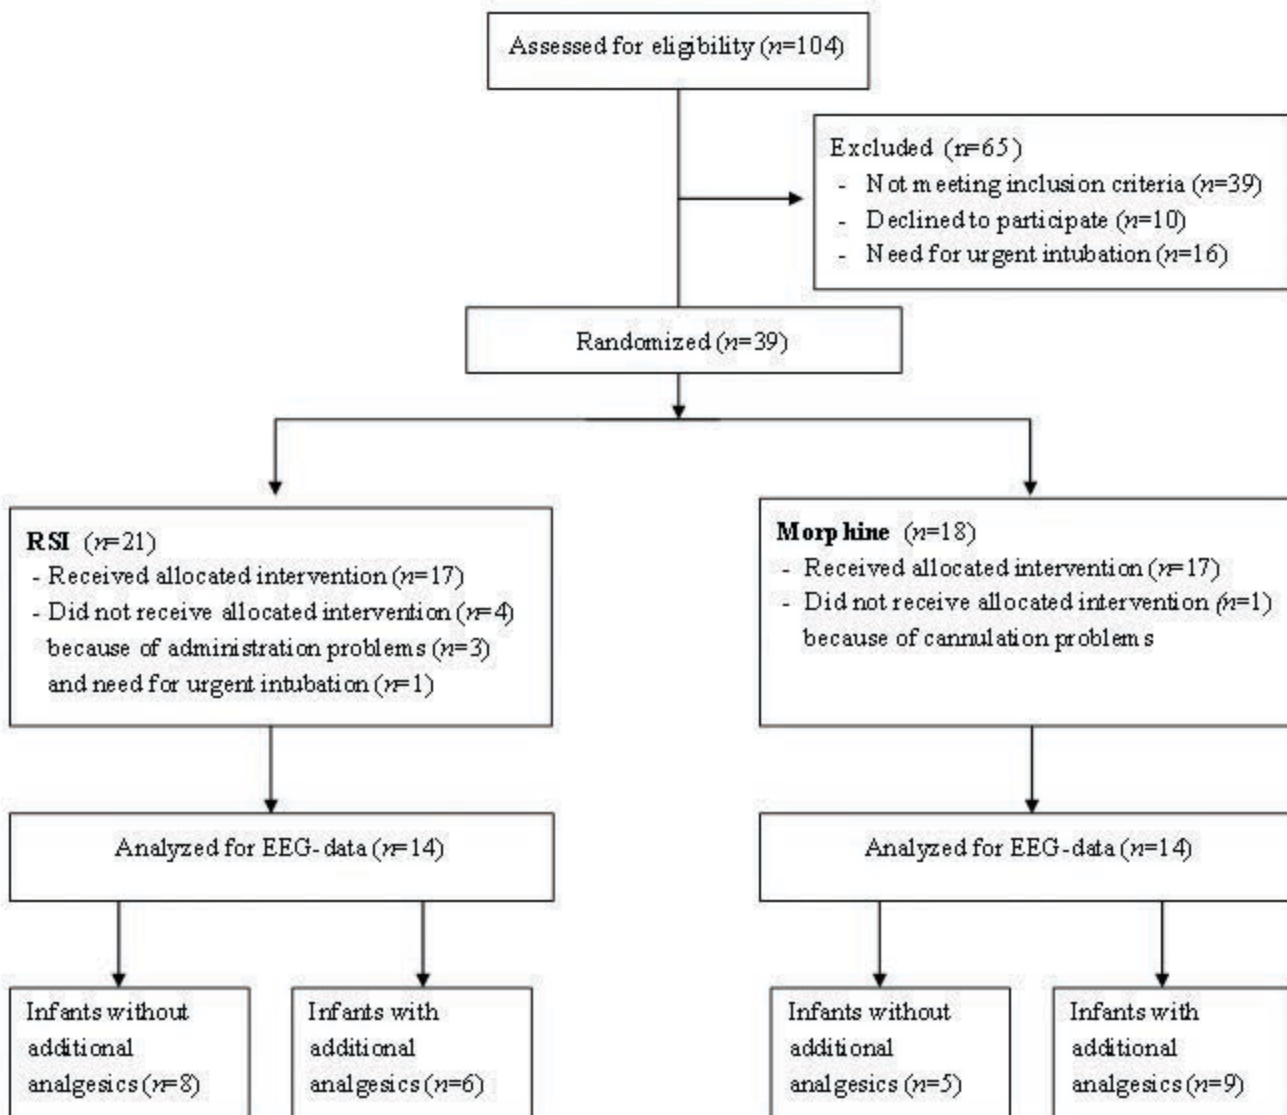 Assessed for eligibility (n=104)
Excluded (n=65)
- Not meeting inclusion criteria (n=39)
- Declined to participate (n=10)
- Need for urgent intubation (n=16)
Randomized (n=39)
RSI (n=21)
- Received allocated intervention (n=17)
- Did not receive allocated intervention (n=4)
because of administration problems (n=3)
and need for urgent intubation (n=1)
Morphine (n=18)
- Received allocated intervention (n=17)
- Did not receive allocated intervention (n=1)
because of cannulation problems
Analyzed for EEG-data (n=14)
Analyzed for EEG-data (n=14)
Infants without
additional
analgesics (n=8)
Infants with
additional
analgesics (n=6)
Infants without
additional
analgesics (n=5)
Infants with
additional
analgesics (n=9)